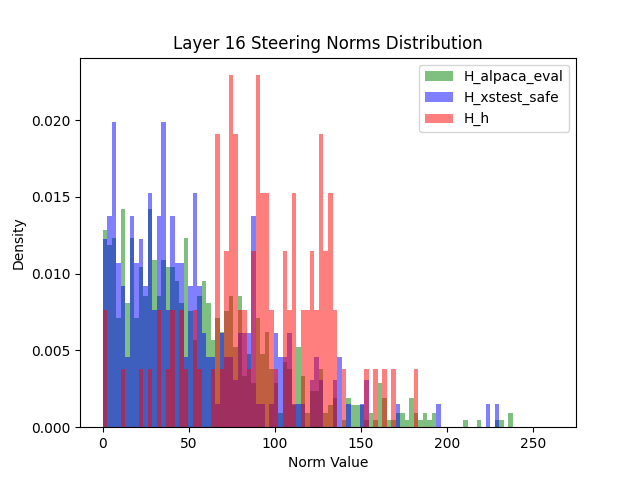 Layer 16 Steering Norms Distribution
H_alpaca_eval
H_xstest_safe
H_h
Density
0.020
0.015
0.010
0.005
0.000
0 50 100 150 200 250
Norm Value